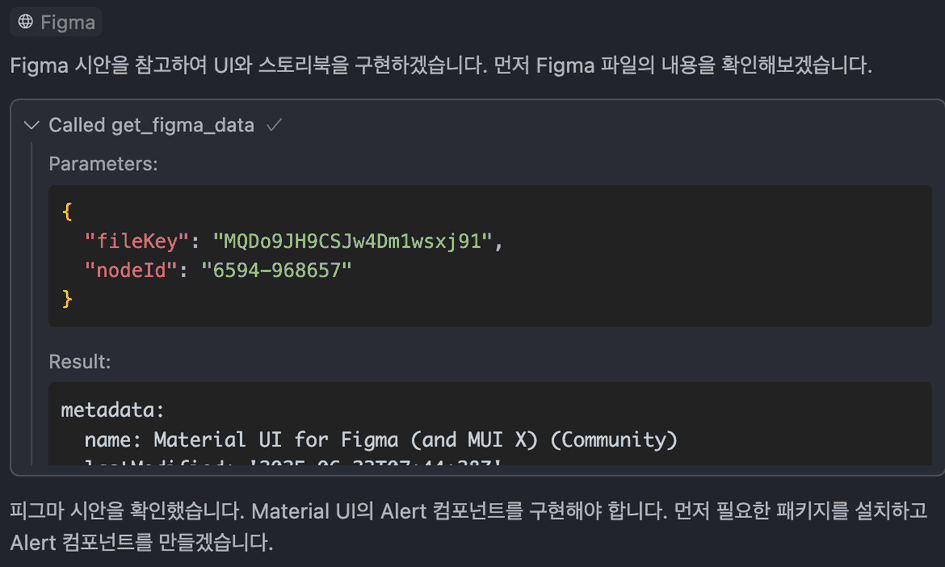 Figma
Figma 시안을 참고하여 UI와 스토리북을 구현하겠습니다. 먼저 Figma 파일의 내용을 확인해보겠습니다.
Called get_figma_data
Parameters:
{
"fileKey": "MQDo9JH9CSJw4Dm1wsxj91",
"nodeId": "6594-968657"
}
Result:
metadata:
name: Material UI for Figma (and MUI X) (Community)
피그마 시안을 확인했습니다. Material UI의 Alert 컴포넌트를 구현해야 합니다. 먼저 필요한 패키지를 설치하고
Alert 컴포넌트를 만들겠습니다.